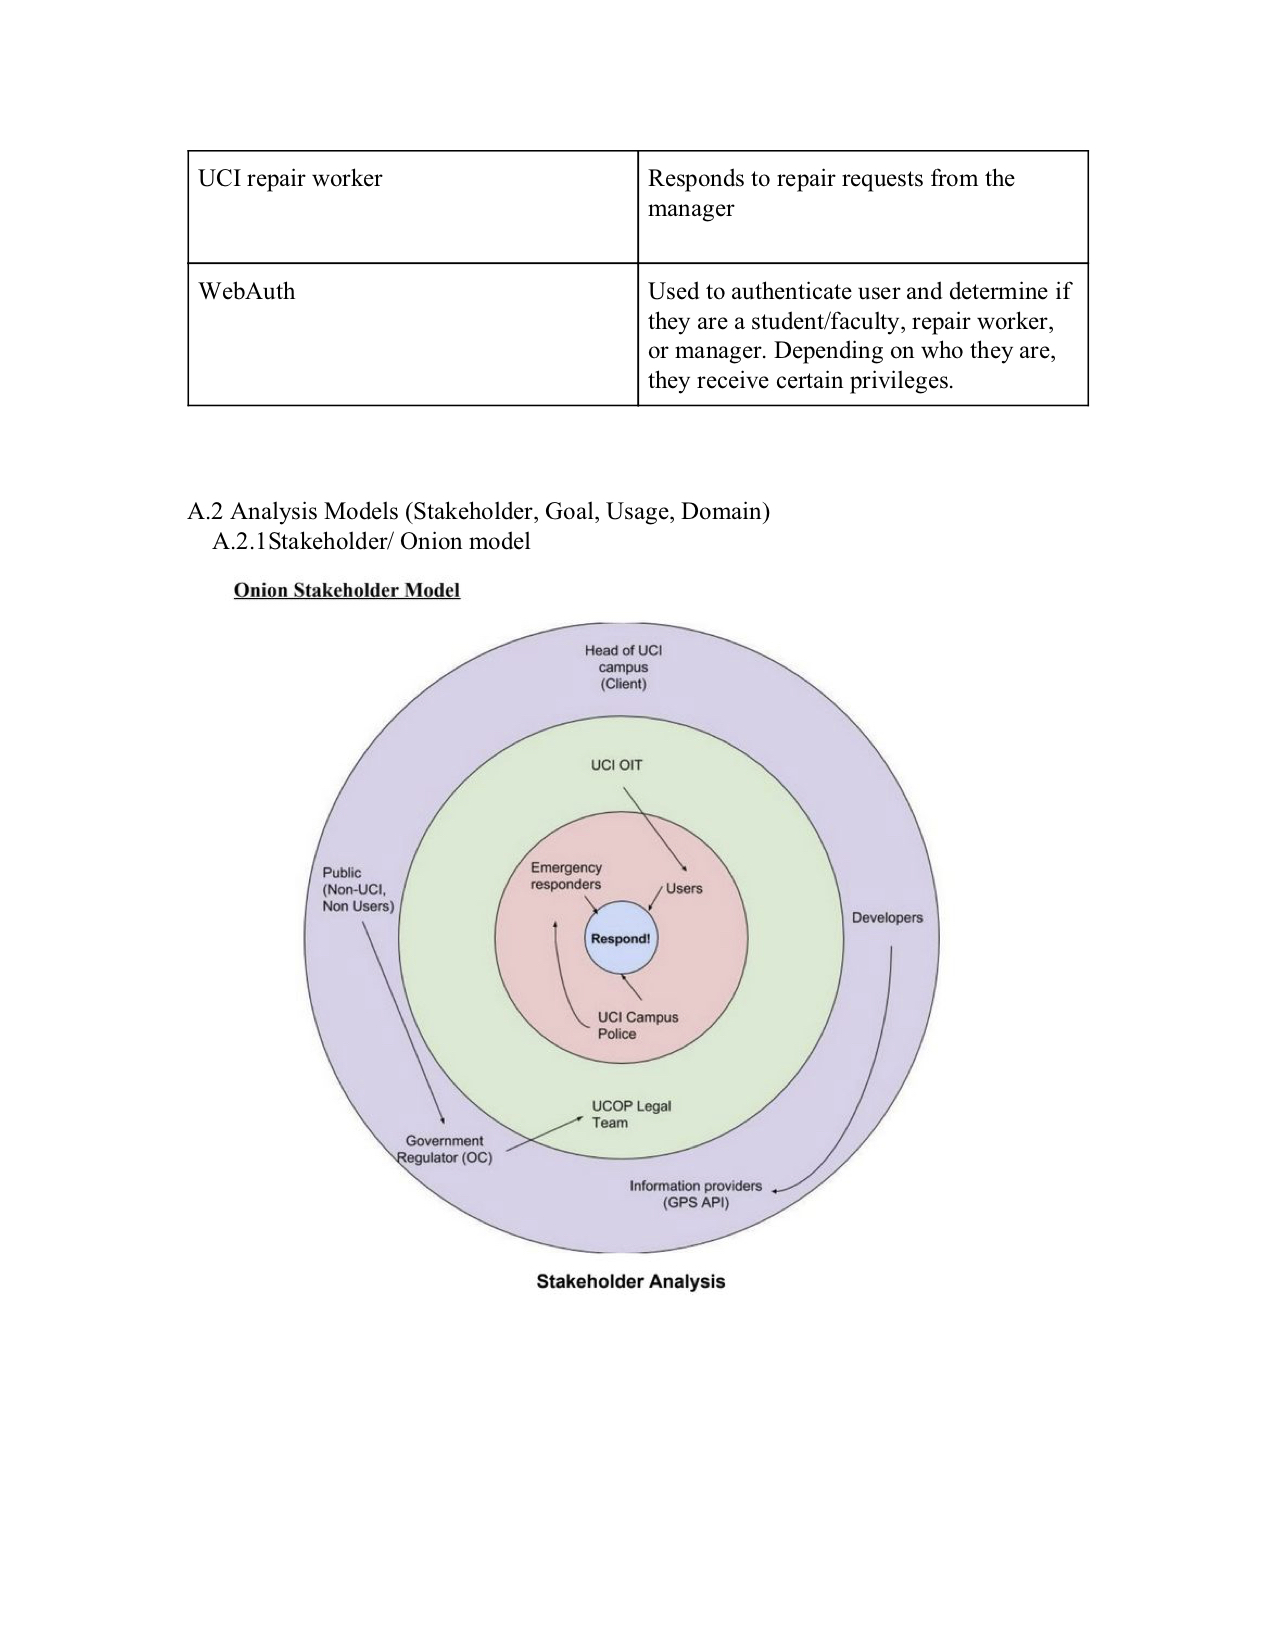 UCI repair worker
Responds to repair requests from the
manager
WebAuth
Used to authenticate user and determine if
they are a student/faculty, repair worker,
or manager. Depending on who they are,
they receive certain privileges.
A.2 Analysis Models (Stakeholder, Goal, Usage, Domain)
A.2.1Stakeholder/ Onion model
Onion Stakeholder Model
Head of UCI
campus
(Client)
UCI OIT
Emergency
responders
Users
Public
(Non-UCI,
Non Users)
Developers
Respond!
UCI Campus
Police
UCOP Legal
Team
Government
Regulator (OC)
Information providers
(GPS API)
Stakeholder Analysis